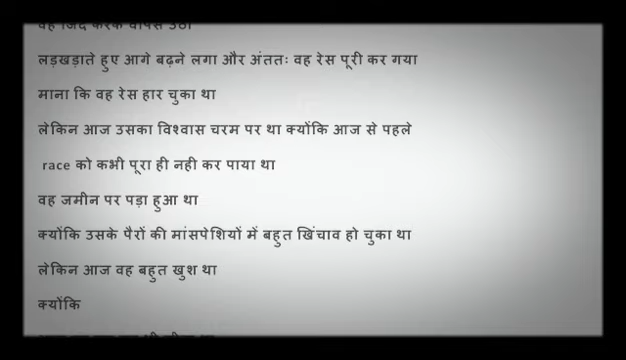 लड़खड़ाते हुए आगे बढ़ने लगा और अंततः वह रेस पूरी कर गया
माना कि वह रेस हार चुका था
लेकिन आज उसका विश्वास चरम पर था क्योंकि आज से पहले
race को कभी पूरा ही नही कर पाया था
वह जमीन पर पड़ा हुआ था
क्योंकि उसके पैरों की मांसपेशियों में बहुत खिंचाव हो चुका था
लेकिन आज वह बहुत खुश था
क्योंकि